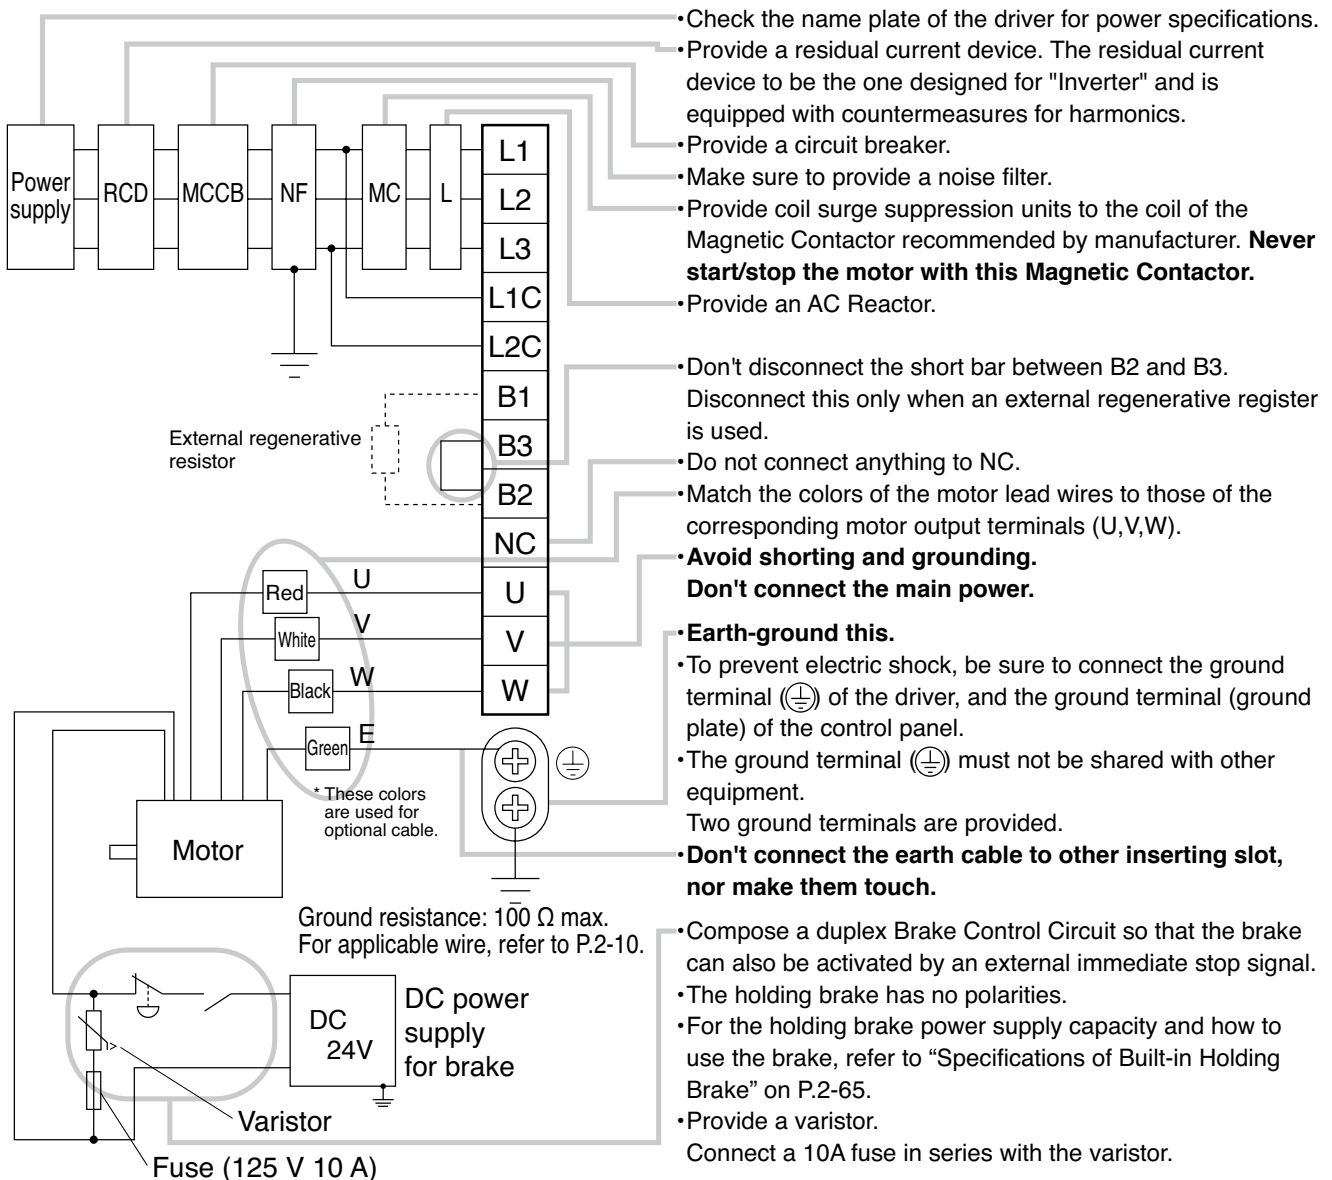 •Check the name plate of the driver for power specifications.
•Provide a residual current device. The residual current
device to be the one designed for "Inverter" and is
equipped with countermeasures for harmonics.
•Provide a circuit breaker.
•Make sure to provide a noise filter.
•Provide coil surge suppression units to the coil of the
Magnetic Contactor recommended by manufacturer. Never
start/stop the motor with this Magnetic Contactor.
•Provide an AC Reactor.
•Don't disconnect the short bar between B2 and B3.
Disconnect this only when an external regenerative register
is used.
•Do not connect anything to NC.
•Match the colors of the motor lead wires to those of the
corresponding motor output terminals (U,V,W).
•Avoid shorting and grounding.
Don't connect the main power.
•Earth-ground this.
•To prevent electric shock, be sure to connect the ground
terminal (⏚) of the driver, and the ground terminal (ground
plate) of the control panel.
•The ground terminal (⏚) must not be shared with other
equipment.
Two ground terminals are provided.
•Don't connect the earth cable to other inserting slot,
nor make them touch.
•Compose a duplex Brake Control Circuit so that the brake
can also be activated by an external immediate stop signal.
•The holding brake has no polarities.
•For the holding brake power supply capacity and how to
use the brake, refer to “Specifications of Built-in Holding
Brake” on P.2-65.
•Provide a varistor.
Connect a 10A fuse in series with the varistor.
Power
supply
RCD
MCCB
NF
MC
L
L1
L2
L3
L1C
L2C
B1
B3
B2
NC
U
V
W
External regenerative
resistor
Red
U
White
V
Black
W
Green
E
* These colors
are used for
optional cable.
Motor
Ground resistance: 100 Ω max.
For applicable wire, refer to P.2-10.
DC
24V
DC power
supply
for brake
Varistor
Fuse (125 V 10 A)